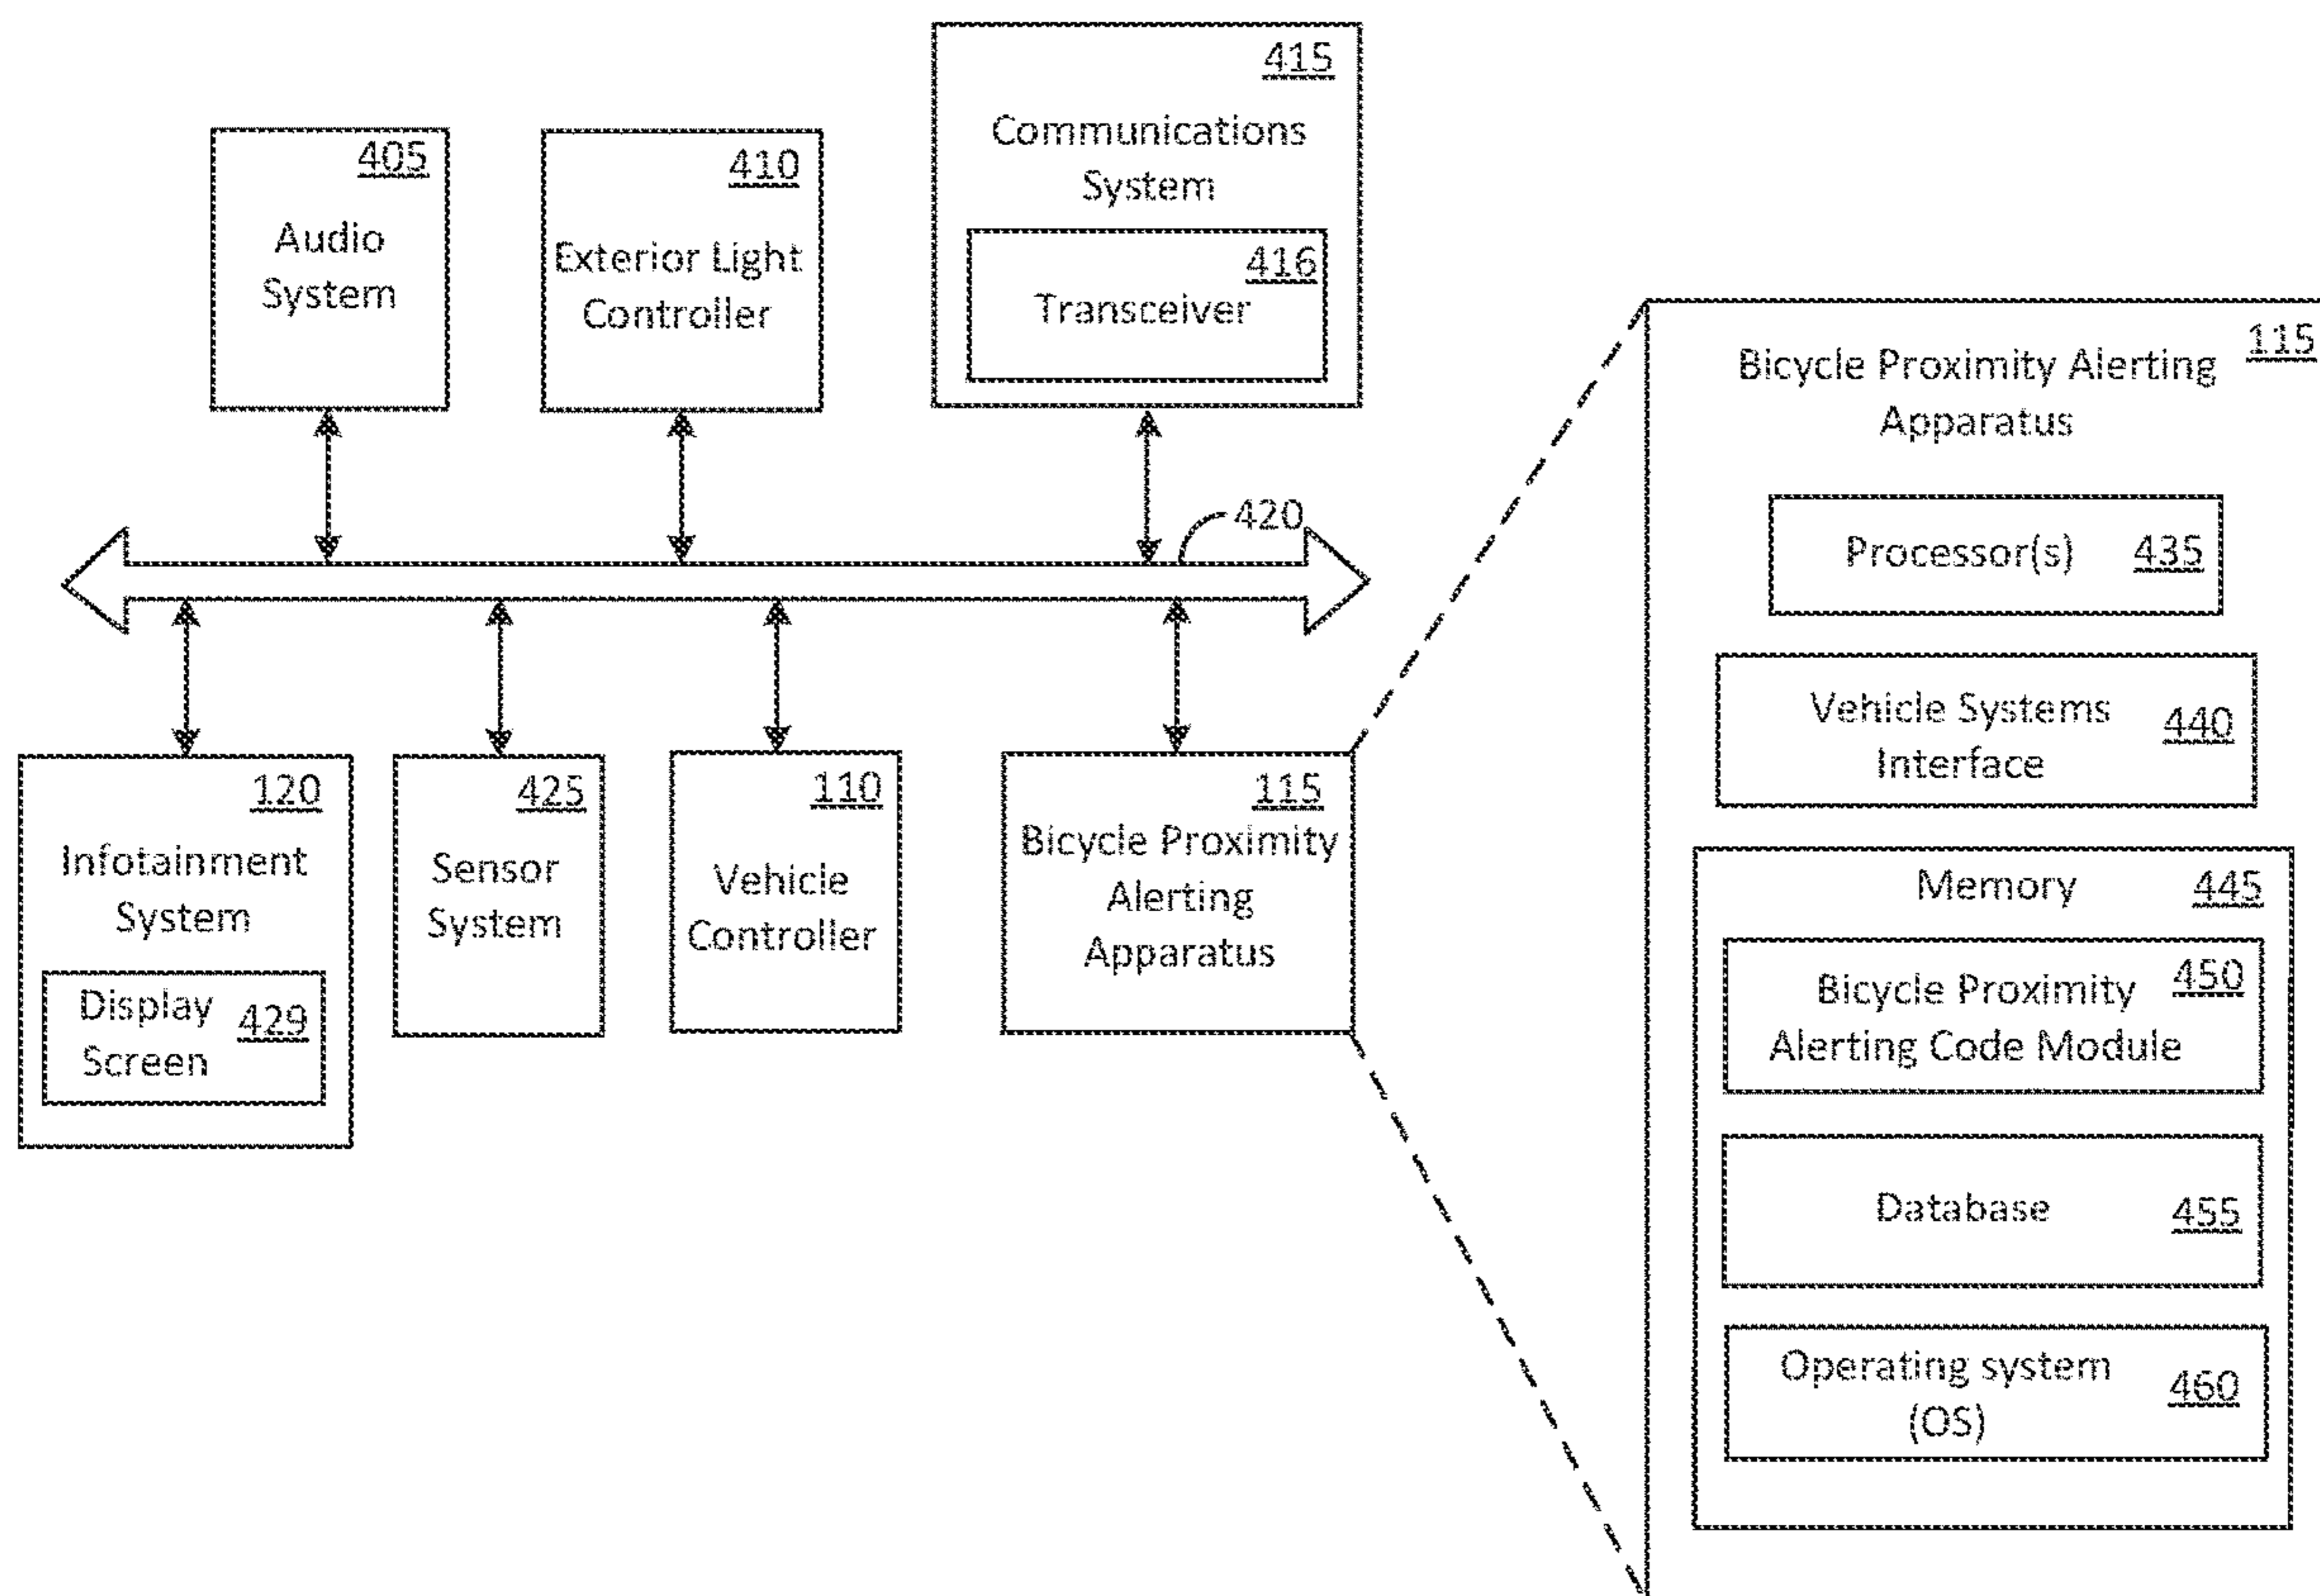 405
Audio
System
410
Exterior Light
Controller
415
Communications
System
416
Transceiver
420
120
Infotainment
System
Display
Screen
429
425
Sensor
System
110
Vehicle
Controller
115
Bicycle Proximity
Alerting
Apparatus
115
Bicycle Proximity Alerting
Apparatus
Processor(s) 435
Vehicle Systems
Interface
440
Memory 445
450
Bicycle Proximity
Alerting Code Module
Database 455
Operating system
(OS)
460